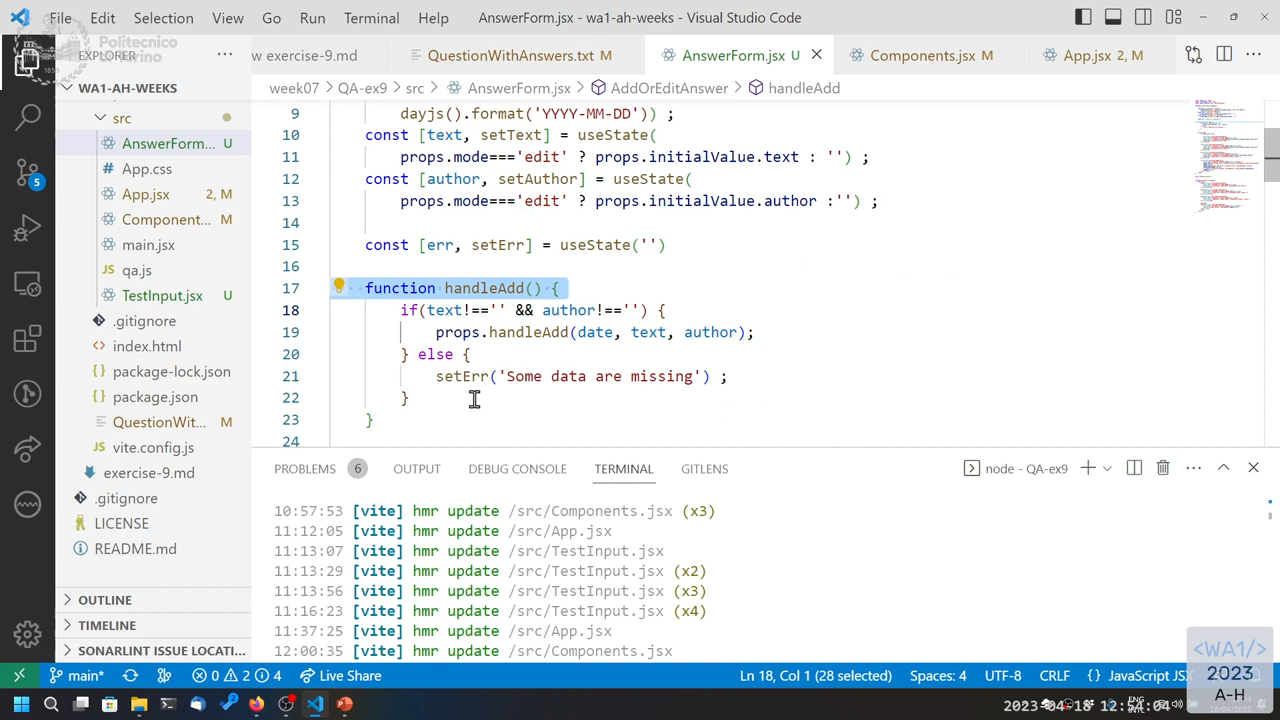 File Edit Selection View Go Run Terminal Help AnswerForm.jsx - wa1-ah-weeks - Visual Studio Code
Politecnico
EXPLORER
w exercise-9.md
QuestionWithAnswers.txt M
AnswerForm.jsx U
Components.jsx M
App.jsx 2, M
WA1-AH-WEEKS
week07 QA-ex9 src AnswerForm.jsx AddOrEditAnswer handleAdd
src
AnswerForm... U
App.css
App.jsx 2, M
Component... M
main.jsx
qa.js
TestInput.jsx U
.gitignore
index.html
package-lock.json
package.json
QuestionWit... M
vite.config.js
exercise-9.md
.gitignore
LICENSE
README.md
OUTLINE
TIMELINE
SONARLINT ISSUE LOCATI...
5
dayjs().format('YYYY-MM-DD')) ;
10 const [text, setText] = useState(
11 props.mode==='edit' ? props.initialValue.text : '') ;
12 useState(
13 props.initialValue.author :'') ;
14
15 const [err, setErr] = useState('')
16
17 function handleAdd() {
18 if(text!=='' && author!=='') {
19 props.handleAdd(date, text, author);
20 } else {
21 setErr('Some data are missing') ;
22 }
23 }
24
PROBLEMS 6 OUTPUT DEBUG CONSOLE TERMINAL GITLENS
node - QA-ex9
10:57:53 [vite] hmr update /src/Components.jsx (x3)
11:12:05 [vite] hmr update /src/App.jsx
11:13:07 [vite] hmr update /src/TestInput.jsx
11:13:29 [vite] hmr update /src/TestInput.jsx (x2)
11:13:56 [vite] hmr update /src/TestInput.jsx (x3)
11:16:23 [vite] hmr update /src/TestInput.jsx (x4)
11:37:25 [vite] hmr update /src/App.jsx
12:00:35 [vite] hmr update /src/Components.jsx
<WA1/>
2023
A-H
main* 0 2 4 Live Share
Ln 18, Col 1 (28 selected) Spaces: 4 UTF-8 CRLF { } JavaScript JSX
ENG